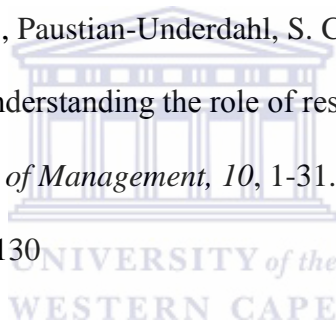 , Paustian-Underdahl, S. C
nderstanding the role of res
of Management, 10, 1-31.
130
UNIVERSITY of the
WESTERN CAPE